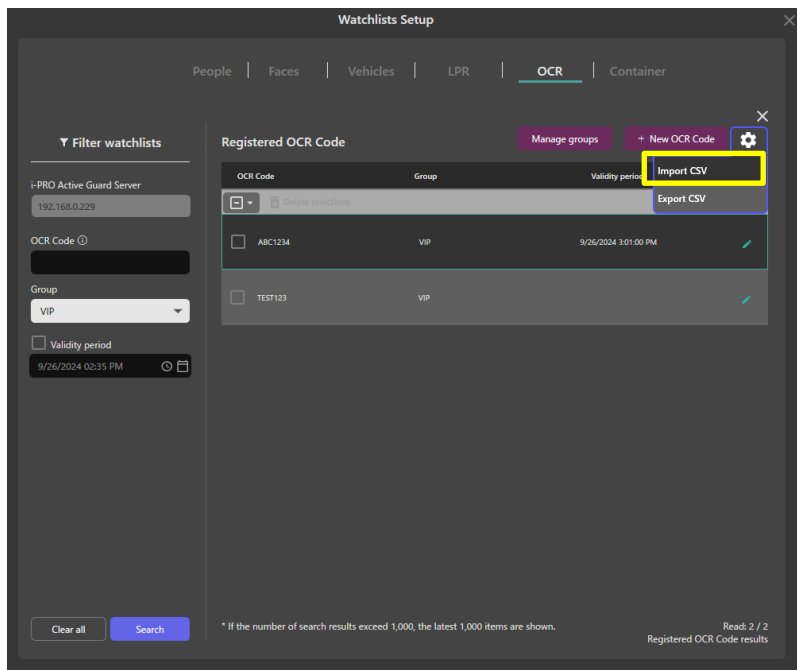 Watchlists Setup
People Faces Vehicles LPR OCR Container
Filter watchlists
i-PRO Active Guard Server
192.168.0.229
OCR Code
Group
VIP
Validity period
9/26/2024 02:35 PM
Clear all Search
Registered OCR Code
Manage groups + New OCR Code
Import CSV
Export CSV
OCR Code Group Validity period
Delete selections
ABC1234 VIP 9/26/2024 3:01:00 PM
TEST123 VIP
* If the number of search results exceed 1,000, the latest 1,000 items are shown.
Read: 2 / 2
Registered OCR Code results